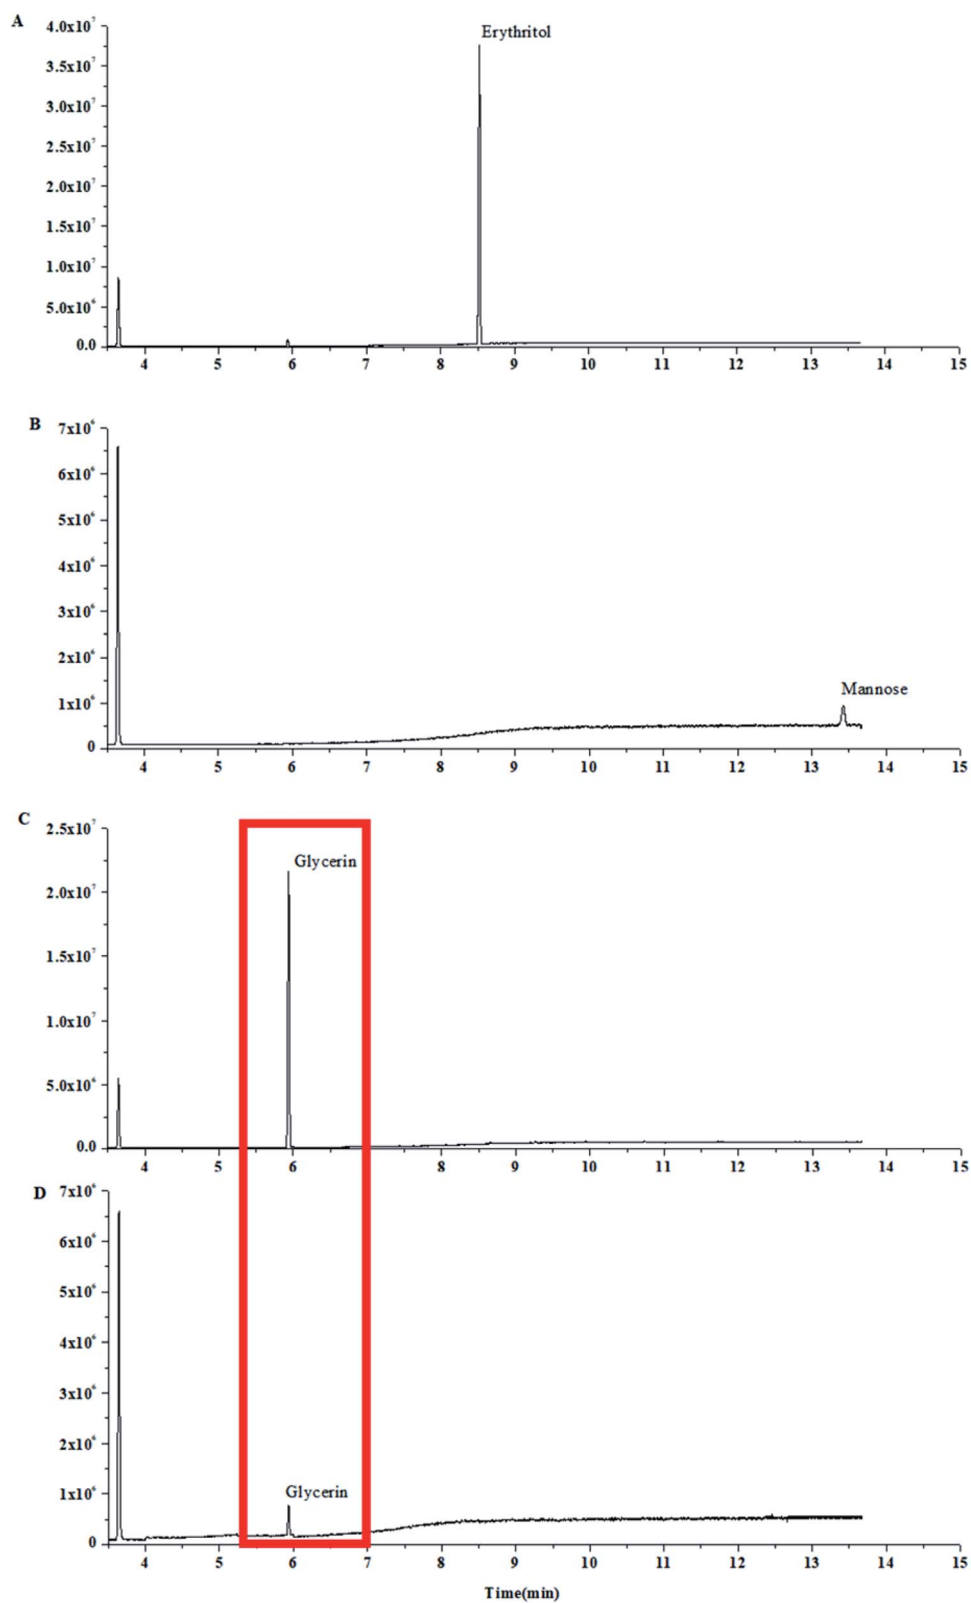 A
4.0x10⁷
3.5x10⁷
3.0x10⁷
2.5x10⁷
2.0x10⁷
1.5x10⁷
1.0x10⁷
5.0x10⁶
0.0
Erythritol
4 5 6 7 8 9 10 11 12 13 14 15
B
7x10⁶
6x10⁶
5x10⁶
4x10⁶
3x10⁶
2x10⁶
1x10⁶
0
Mannose
4 5 6 7 8 9 10 11 12 13 14 15
C
2.5x10⁷
2.0x10⁷
1.5x10⁷
1.0x10⁷
5.0x10⁶
0.0
Glycerin
4 5 6 7 8 9 10 11 12 13 14 15
D
7x10⁶
6x10⁶
5x10⁶
4x10⁶
3x10⁶
2x10⁶
1x10⁶
0
Glycerin
4 5 6 7 8 9 10 11 12 13 14 15
Time(min)